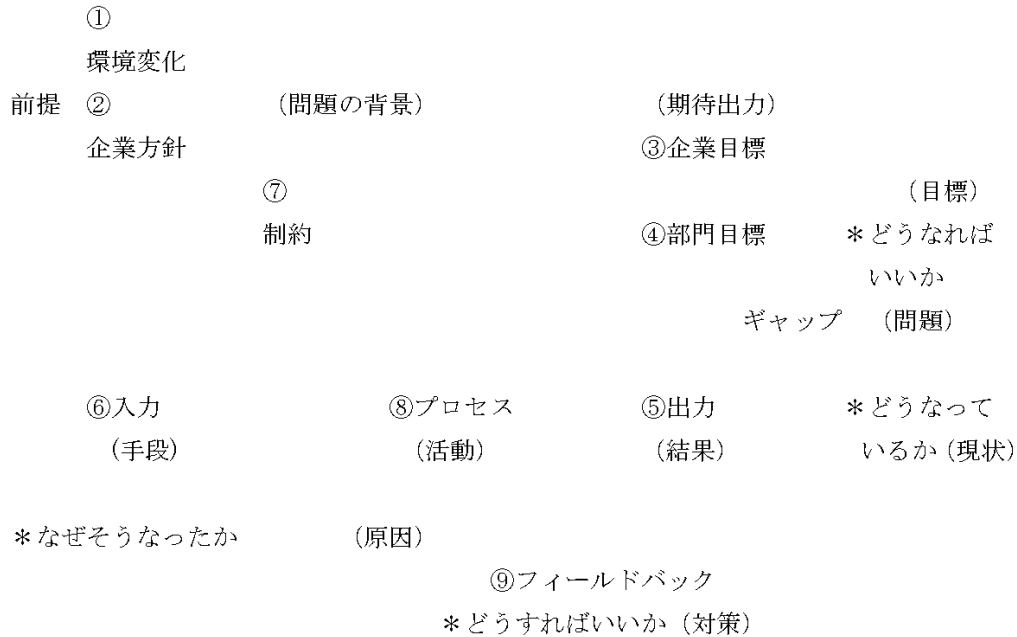 ①
環境変化
前提 ② (問題の背景) (期待出力)
企業方針 ③企業目標
⑦ (目標)
制約 ④部門目標 *どうなれば
いいか
ギャップ (問題)
⑥入力 ⑧プロセス ⑤出力 *どうなって
(手段) (活動) (結果) いるか(現状)
*なぜそうなったか (原因)
⑨フィールドバック
*どうすればいいか(対策)